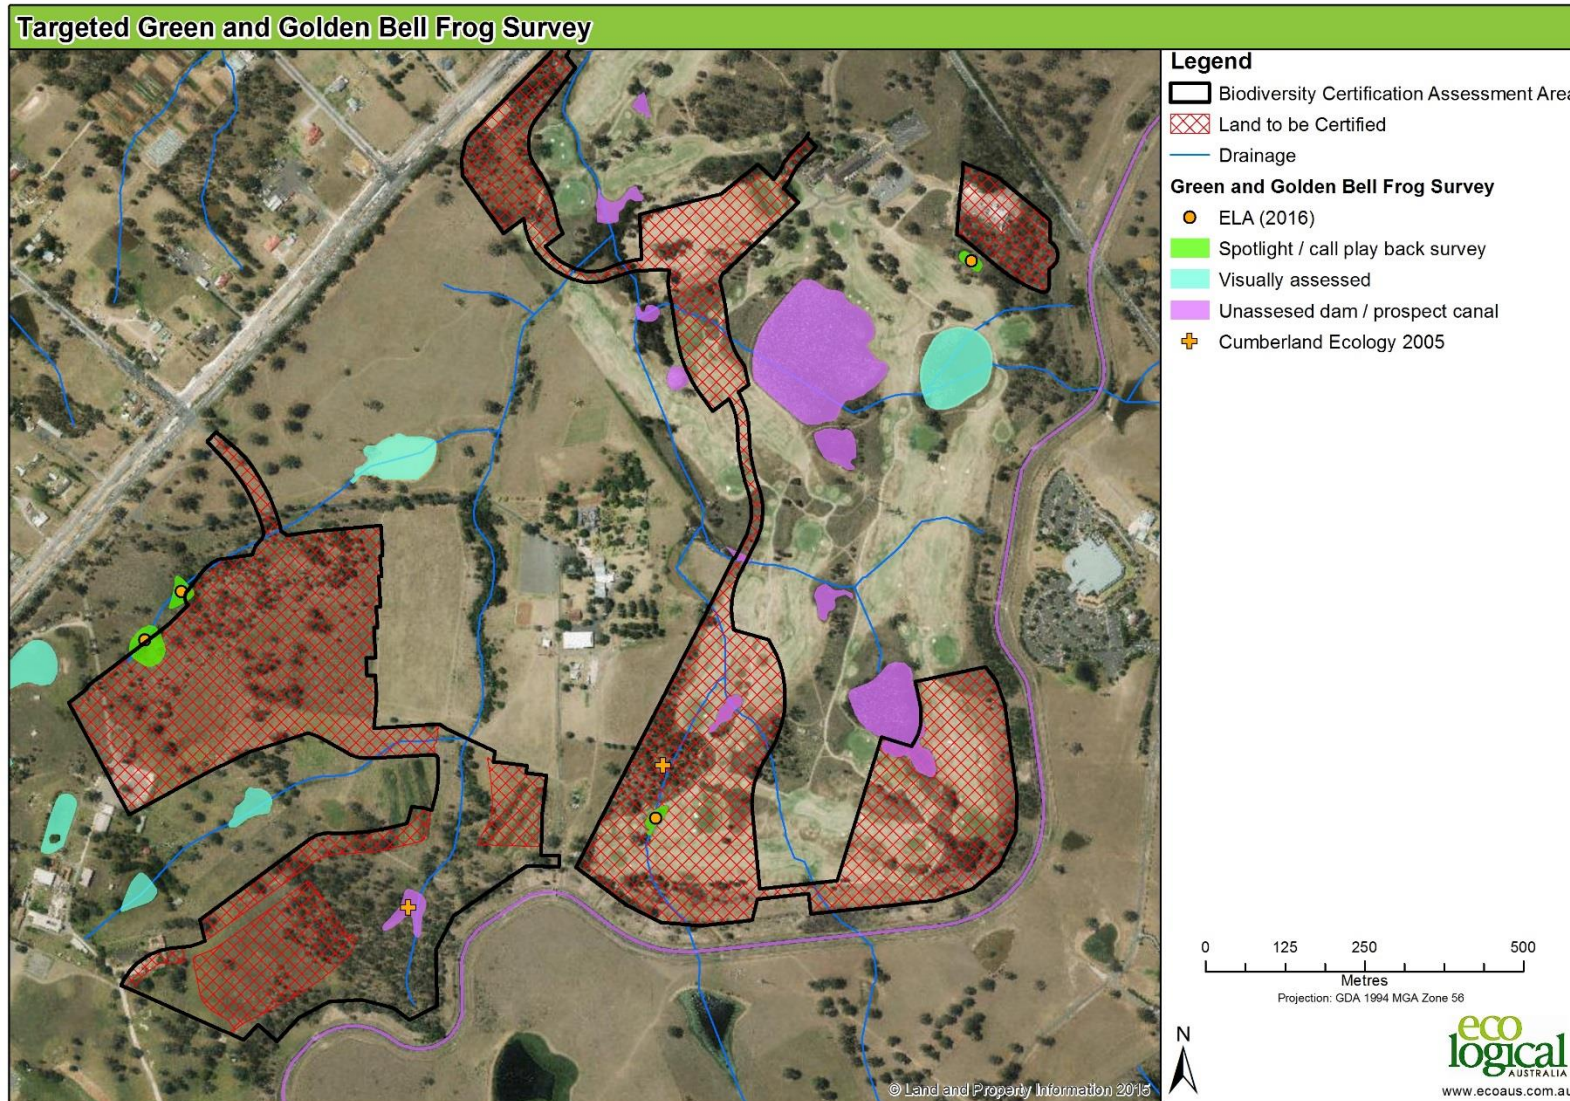 Targeted Green and Golden Bell Frog Survey
Legend
Biodiversity Certification Assessment Area
Land to be Certified
Drainage
Green and Golden Bell Frog Survey
ELA (2016)
Spotlight / call play back survey
Visually assessed
Unassesed dam / prospect canal
Cumberland Ecology 2005
0 125 250 500
Metres
Projection: GDA 1994 MGA Zone 56
N
eco
logical
AUSTRALIA
www.ecoaus.com.au
© Land and Property Information 2015